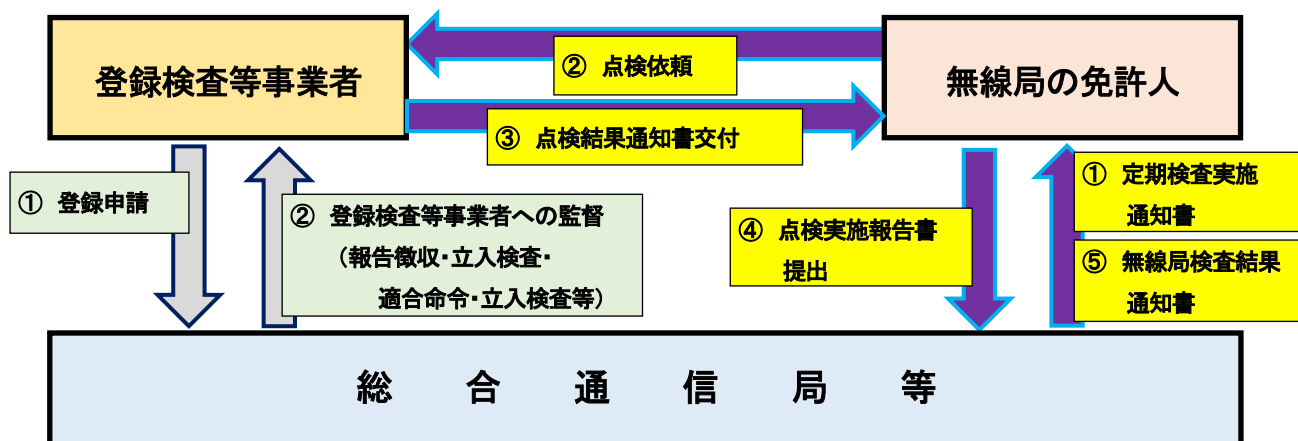 登録検査等事業者
② 点検依頼
無線局の免許人
③ 点検結果通知書交付
① 登録申請
② 登録検査等事業者への監督
（報告徴収・立入検査・
適合命令・立入検査等）
④ 点検実施報告書
提出
① 定期検査実施
通知書
⑤ 無線局検査結果
通知書
総合通信局等